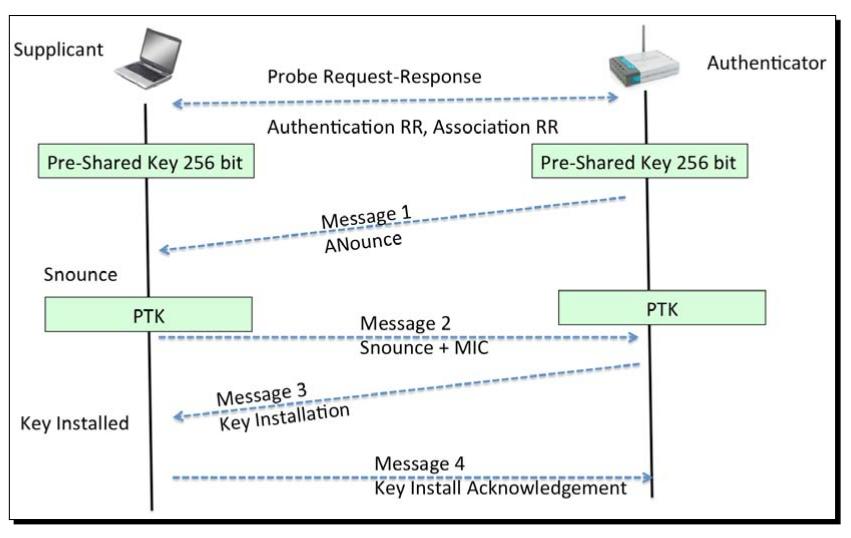 Supplicant
Authenticator
Probe Request-Response
Authentication RR, Association RR
Pre-Shared Key 256 bit
Pre-Shared Key 256 bit
Message 1
ANounce
Snounce
PTK
PTK
Message 2
Snounce + MIC
Message 3
Key Installation
Key Installed
Message 4
Key Install Acknowledgement